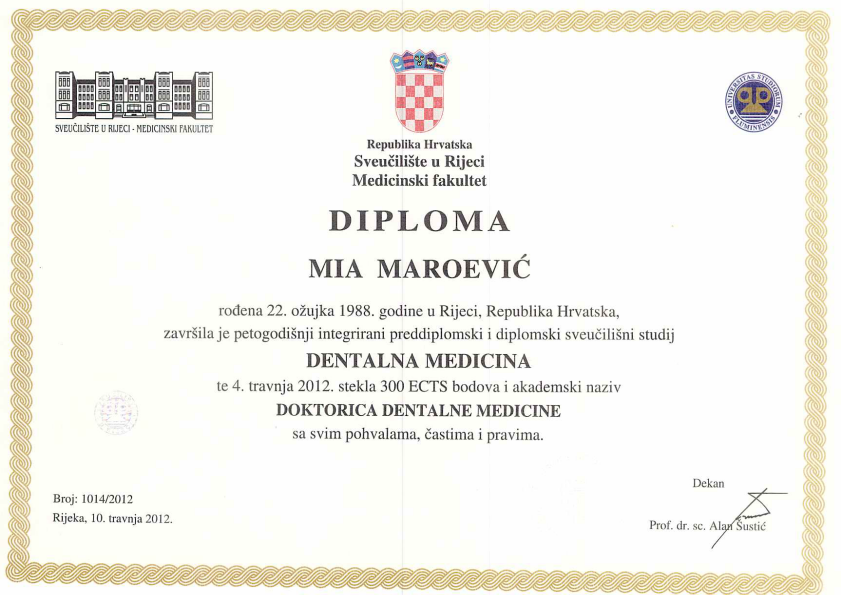 SVEUČILIŠTE U RIJECI - MEDICINSKI FAKULTET
UNIVERSITAS STUDIORUM
FLUMINENSIS
Republika Hrvatska
Sveučilište u Rijeci
Medicinski fakultet
DIPLOMA
MIA MAROEVIĆ
rođena 22. ožujka 1988. godine u Rijeci, Republika Hrvatska,
završila je petogodišnji integrirani preddiplomski i diplomski sveučilišni studij
DENTALNA MEDICINA
te 4. travnja 2012. stekla 300 ECTS bodova i akademski naziv
DOKTORICA DENTALNE MEDICINE
sa svim pohvalama, častima i pravima.
Broj: 1014/2012
Rijeka, 10. travnja 2012.
Dekan
Prof. dr. sc. Alan Šustić